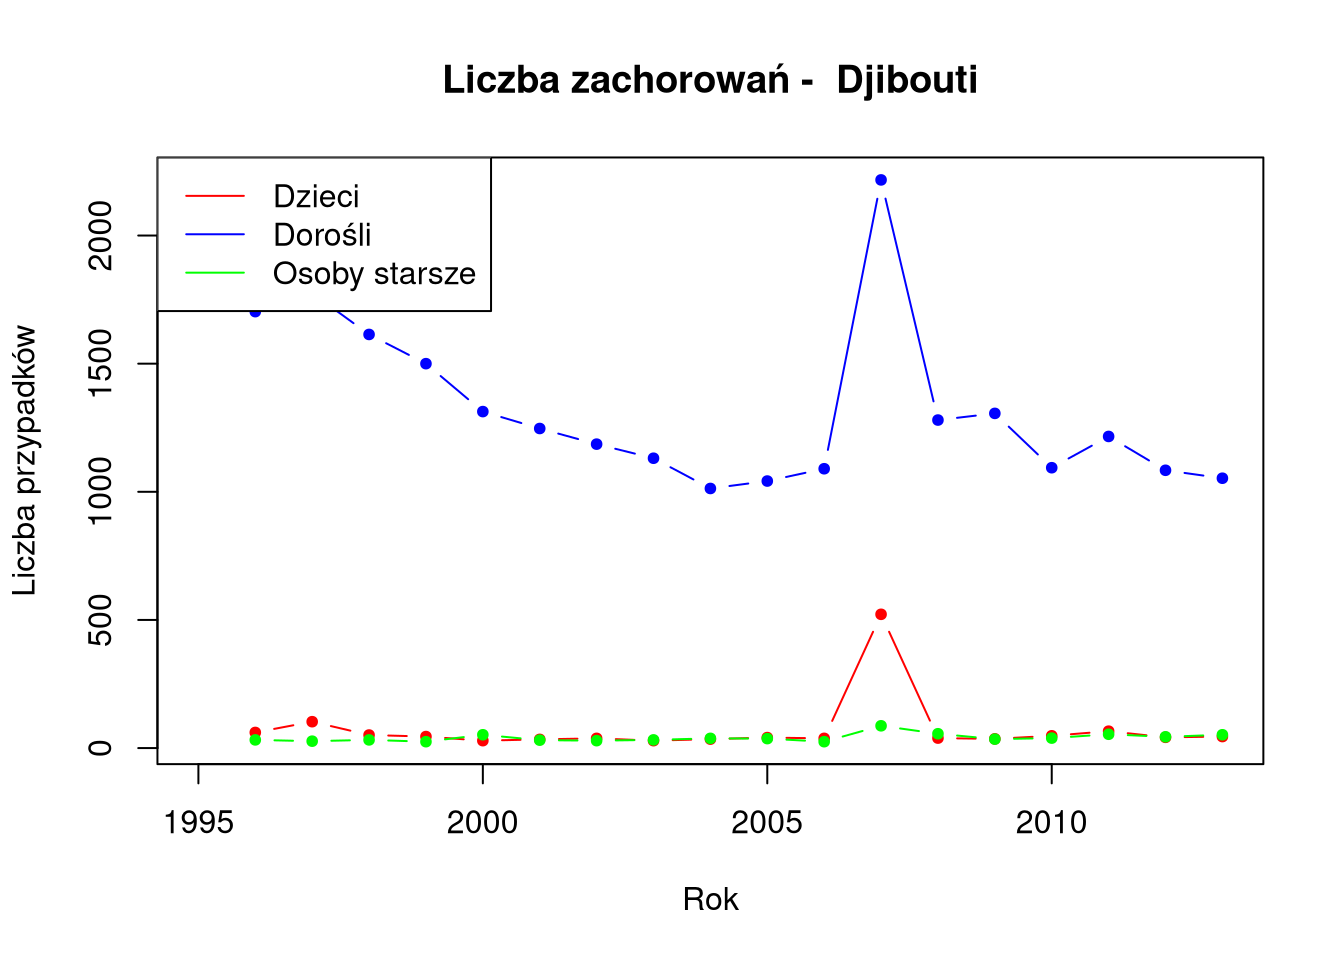 Liczba zachorowań -  Djibouti
Dzieci
Dorośli
Osoby starsze
Liczba przypadków
2000
1500
1000
500
0
1995 2000 2005 2010
Rok